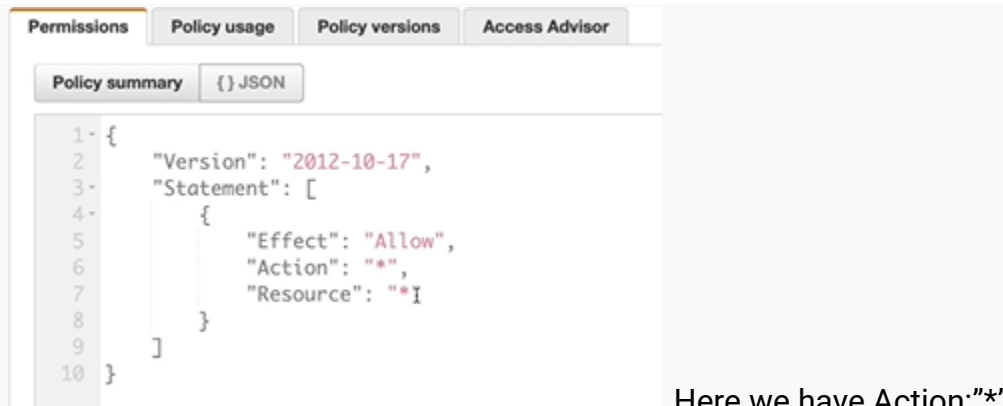 Permissions Policy usage Policy versions Access Advisor
Policy summary {} JSON
1 {
2 "Version": "2012-10-17",
3 "Statement": [
4 {
5 "Effect": "Allow",
6 "Action": "*",
7 "Resource": "*
8 }
9 ]
10 }
Here we have Action:”*”